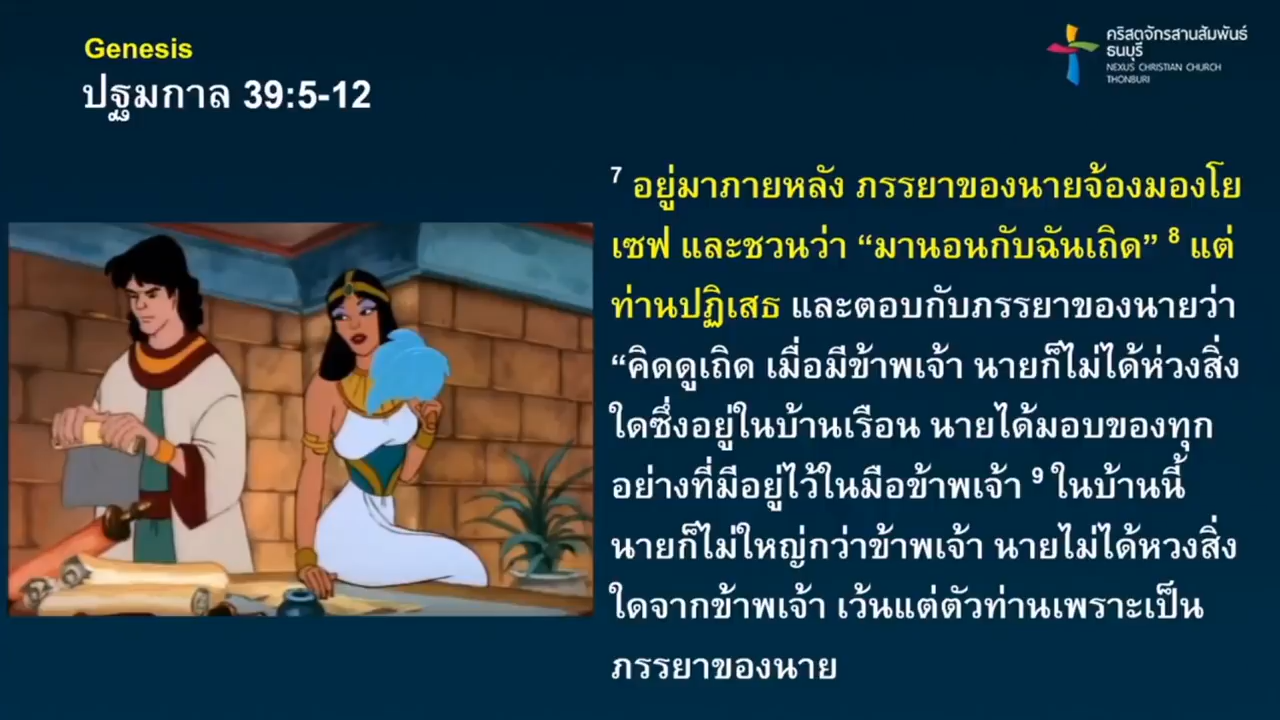 Genesis
ปฐมกาล 39:5-12
คริสตจักรสานสัมพันธ์
ธนบุรี
NEXUS CHRISTIAN CHURCH
THONBURI
7 อยู่มาภายหลัง ภรรยาของนายจ้องมองโย
เซฟ และชวนว่า “มานอนกับฉันเถิด” 8 แต่
ท่านปฏิเสธ และตอบกับภรรยาของนายว่า
“คิดดูเถิด เมื่อมีข้าพเจ้า นายก็ไม่ได้ห่วงสิ่ง
ใดซึ่งอยู่ในบ้านเรือน นายได้มอบของทุก
อย่างที่มีอยู่ไว้ในมือข้าพเจ้า 9 ในบ้านนี้
นายก็ไม่ใหญ่กว่าข้าพเจ้า นายไม่ได้หวงสิ่ง
ใดจากข้าพเจ้า เว้นแต่ตัวท่านเพราะเป็น
ภรรยาของนาย